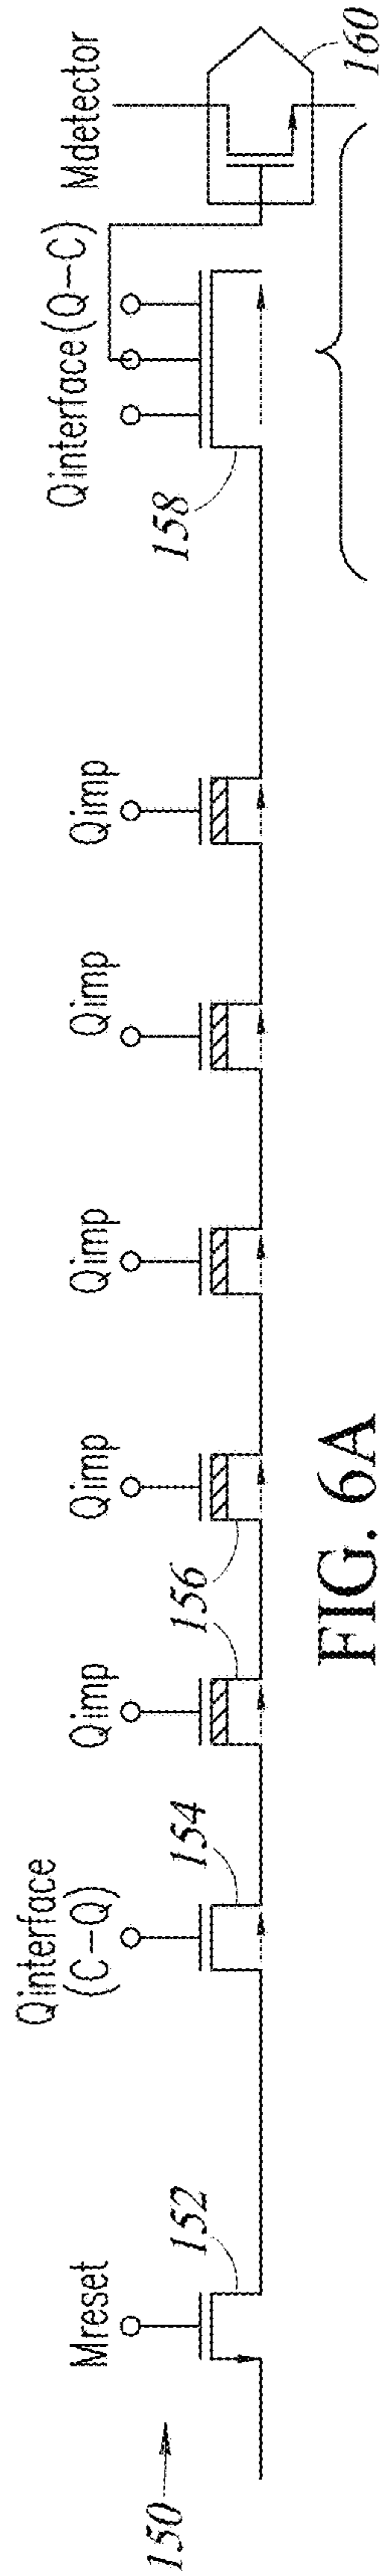 150
Mreset
152
Qinterface
(C-Q)
154
Qimp
156
Qimp
Qimp
Qimp
Qimp
Qinterface(Q-C)
158
Mdetector
160
FIG. 6A